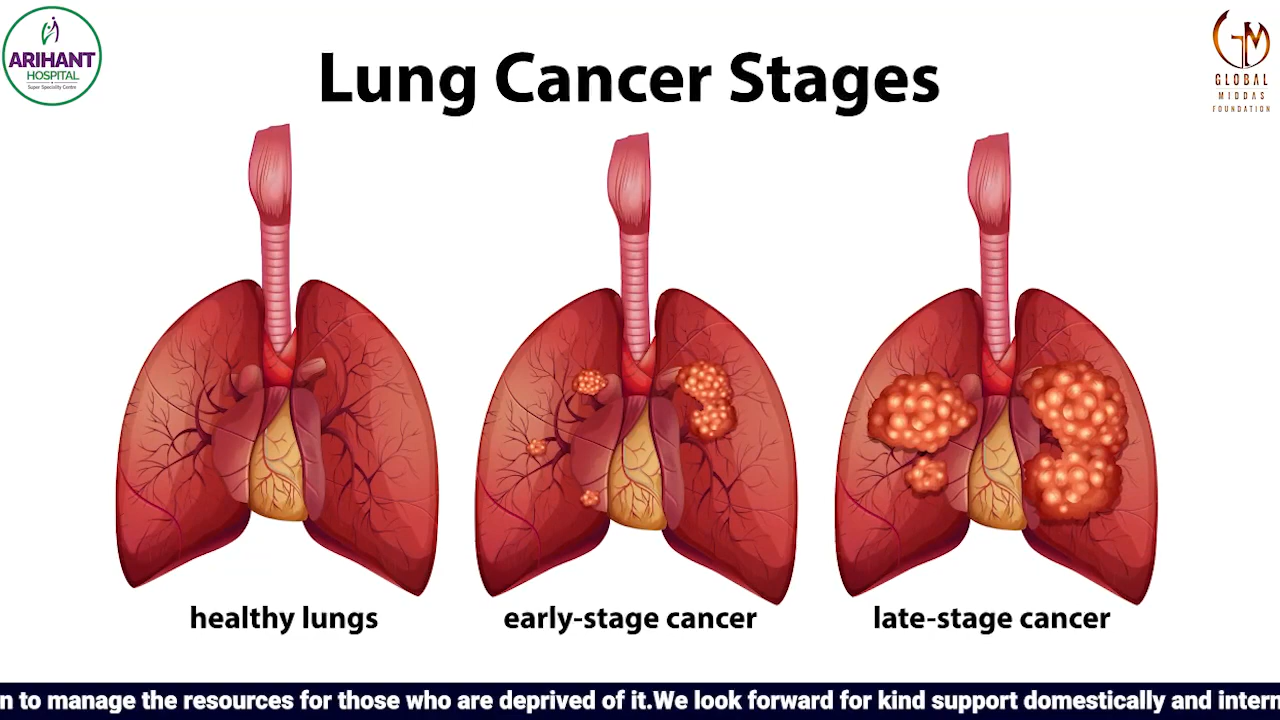 ARIHANT
HOSPITAL
Super Speciality Centre
Lung Cancer Stages
GM
GLOBAL
MIDDAS
FOUNDATION
healthy lungs
early-stage cancer
late-stage cancer
n to manage the resources for those who are deprived of it.We look forward for kind support domestically and intern